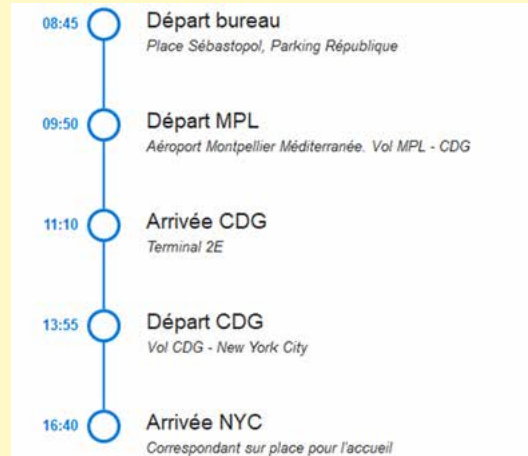 08:45 Départ bureau
Place Sébastopol, Parking République
09:50 Départ MPL
Aéroport Montpellier Méditerranée. Vol MPL - CDG
11:10 Arrivée CDG
Terminal 2E
13:55 Départ CDG
Vol CDG - New York City
16:40 Arrivée NYC
Correspondant sur place pour l'accueil